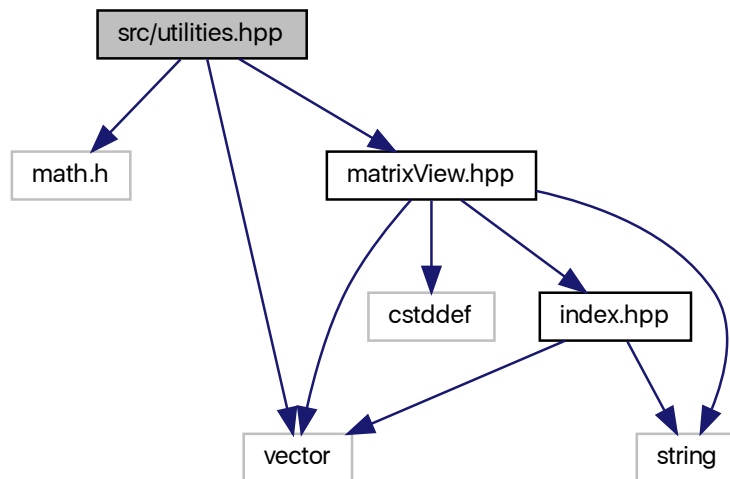 src/utilities.hpp
math.h
matrixView.hpp
cstddef
index.hpp
vector
string